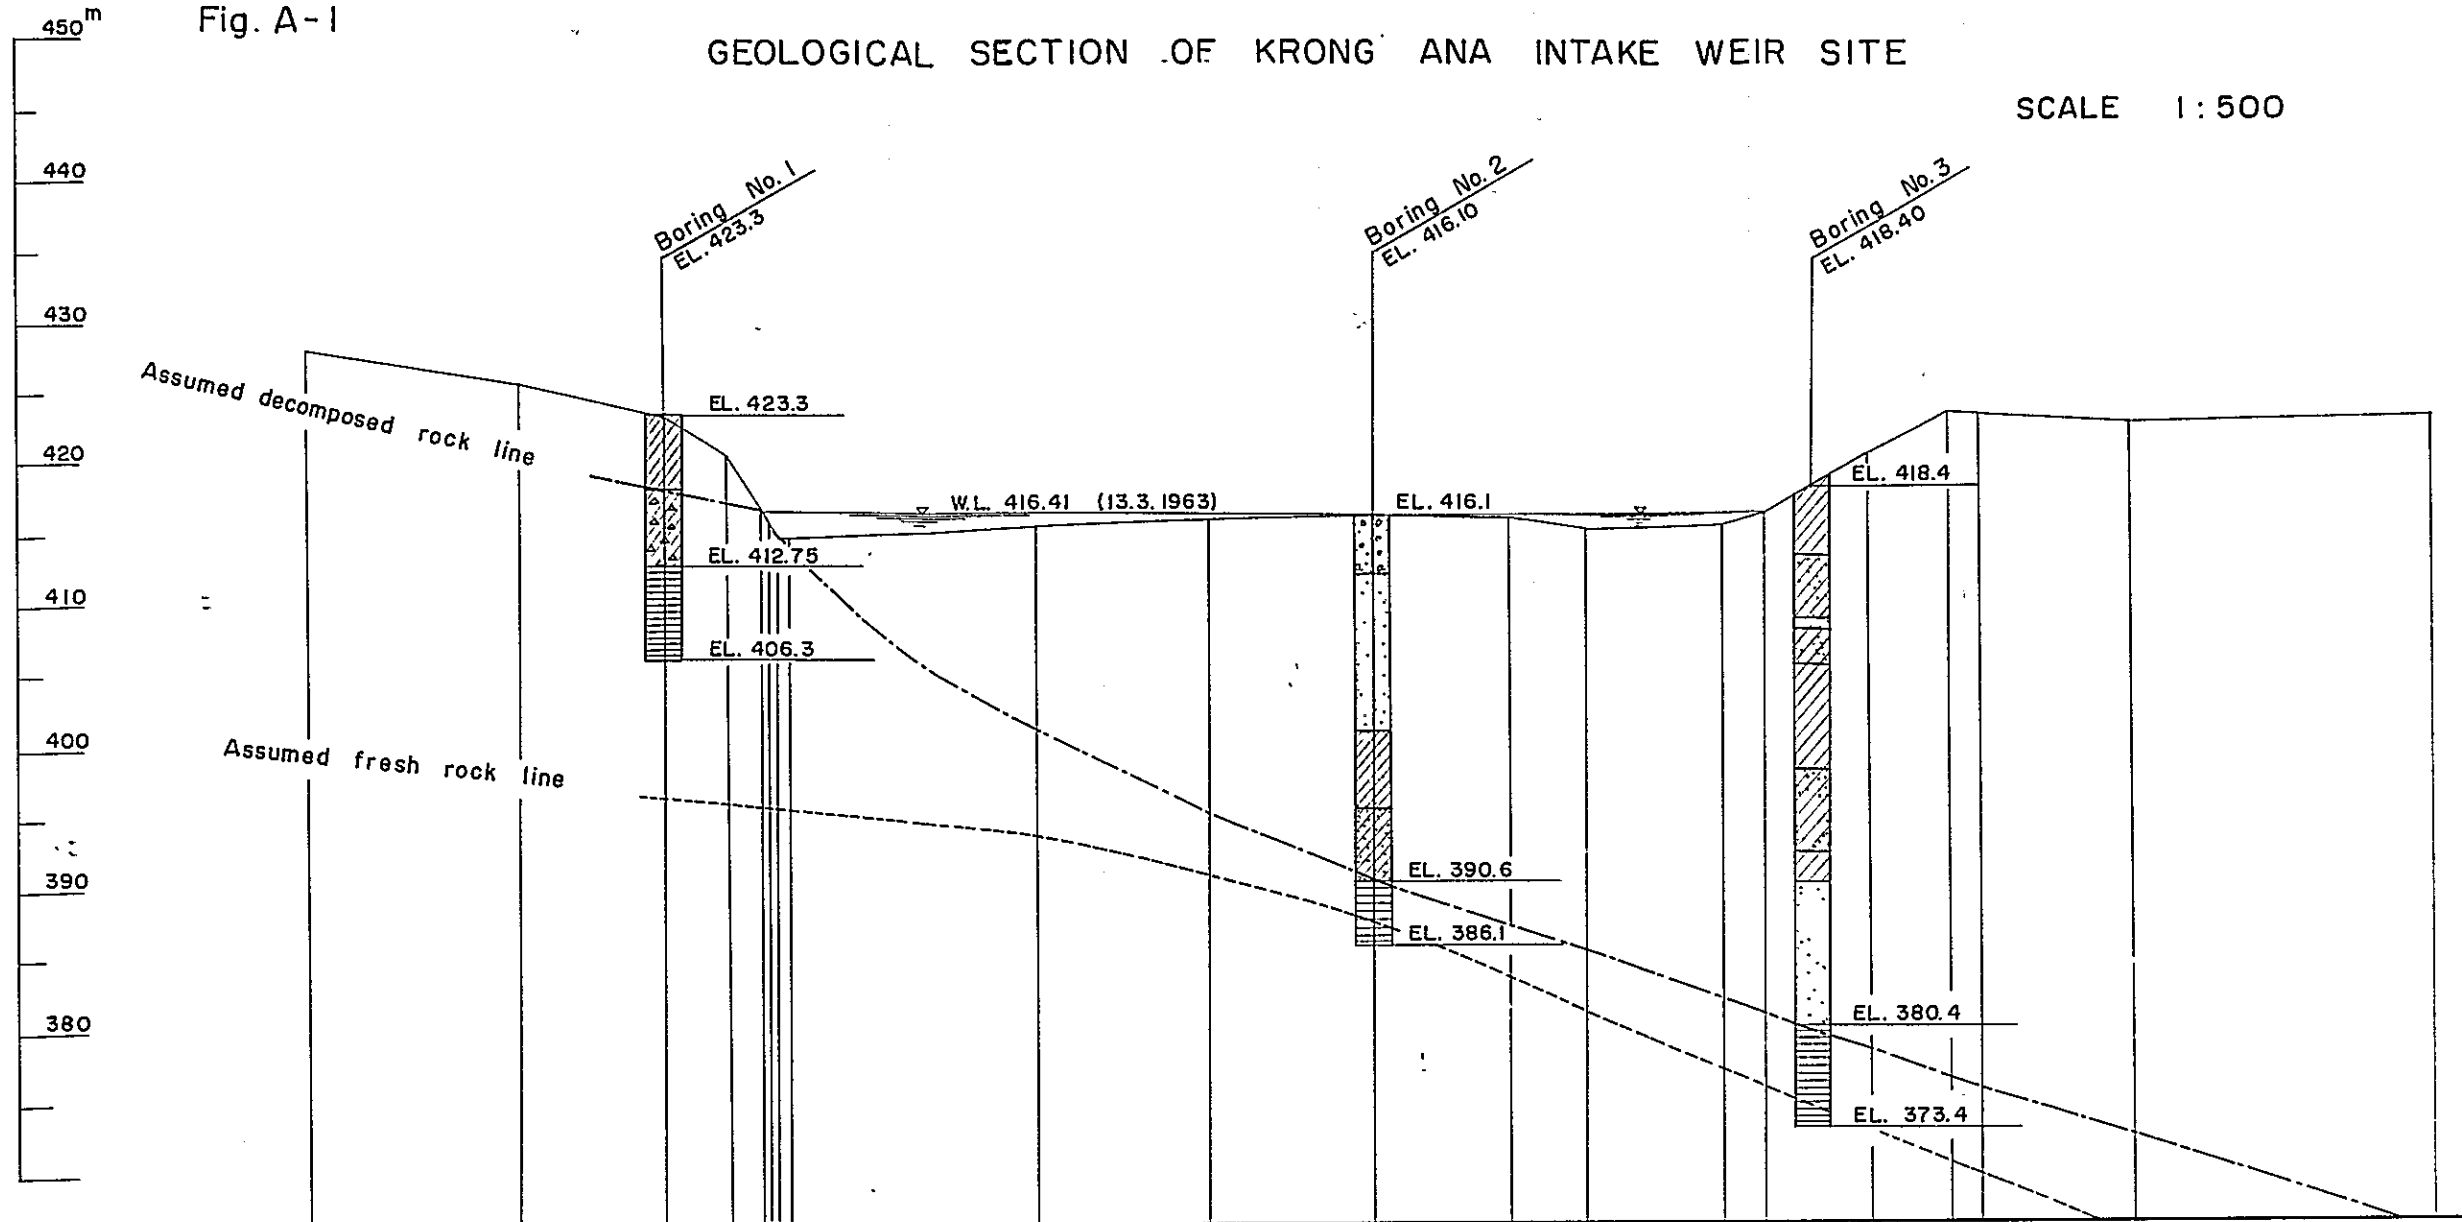 Fig. A-1
GEOLOGICAL SECTION OF KRONG ANA INTAKE WEIR SITE
SCALE 1:500
450m
440
430
420
410
400
390
380
Boring No. 1
EL. 423.3
Boring No. 2
EL. 416.10
Boring No. 3
EL. 418.40
Assumed decomposed rock line
EL. 423.3
EL. 418.4
W.L. 416.41 (13.3.1963)
EL. 416.1
EL. 412.75
EL. 406.3
Assumed fresh rock line
EL. 390.6
EL. 386.1
EL. 380.4
EL. 373.4